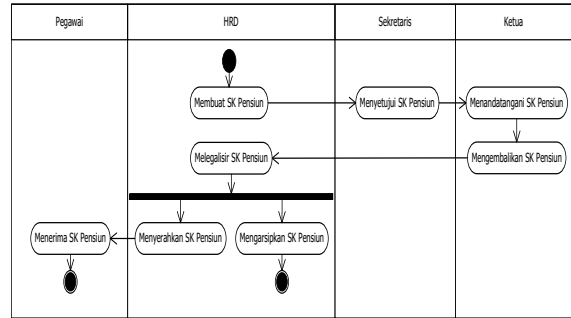 Pegawai
HRD
Sekretaris
Ketua
Membuat SK Pensiun
Menyetujui SK Pensiun
Menandatangani SK Pensiun
Melegalisir SK Pensiun
Mengembalikan SK Pensiun
Menerima SK Pensiun
Menyerahkan SK Pensiun
Mengarsipkan SK Pensiun